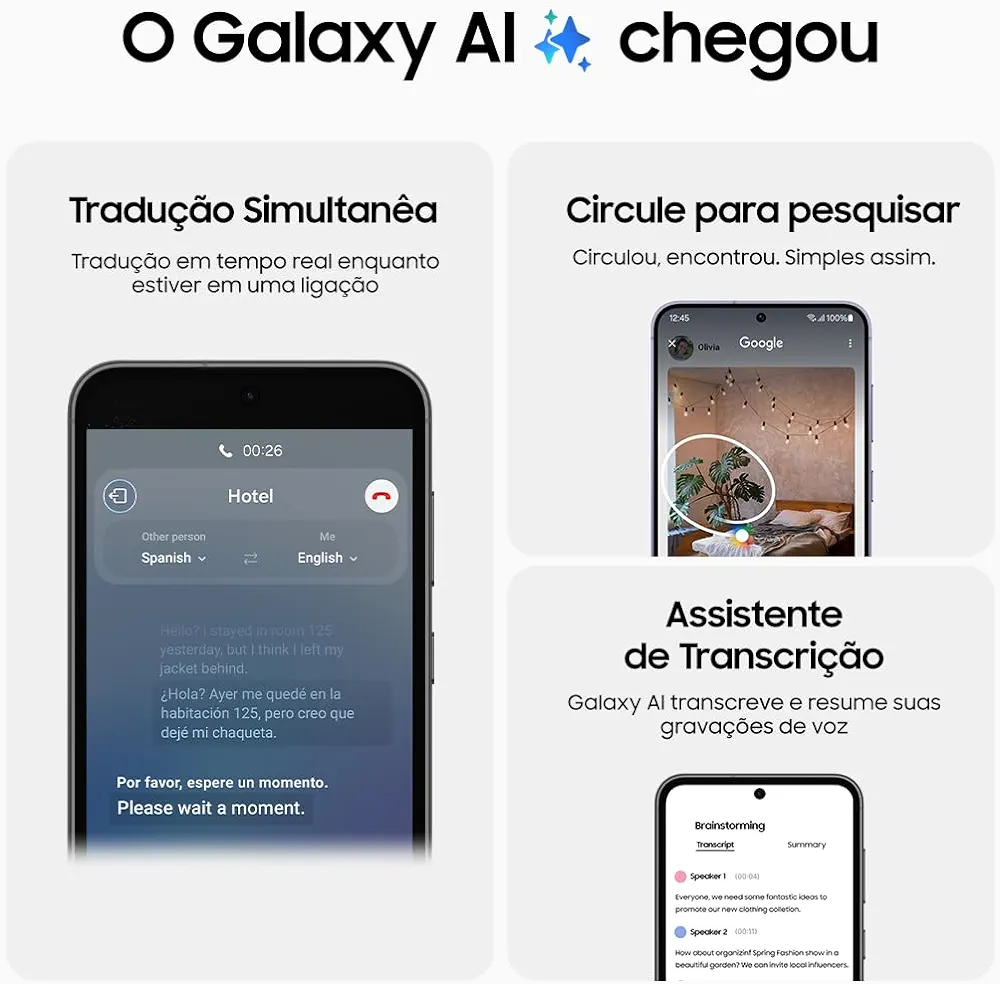 O Galaxy AI chegou
Tradução Simultanêa
Tradução em tempo real enquanto
estiver em uma ligação
00:26
Hotel
Other person
Me
Spanish
English
Hello? I stayed in room 125
yesterday, but I think I left my
jacket behind.
¿Hola? Ayer me quedé en la
habitación 125, pero creo que
dejé mi chaqueta.
Por favor, espere un momento.
Please wait a moment.
Circule para pesquisar
Circulou, encontrou. Simples assim.
12:45
100%
Olivia
Google
Assistente
de Transcrição
Galaxy AI transcreve e resume suas
gravações de voz
Brainstorming
Transcript
Summary
Speaker 1 (00:04)
Everyone, we need some fantastic ideas to
promote our new clothing colletion.
Speaker 2 (00:11)
How about organizinf Spring Fashion show in a
beautiful garden? We can invite local influencers.